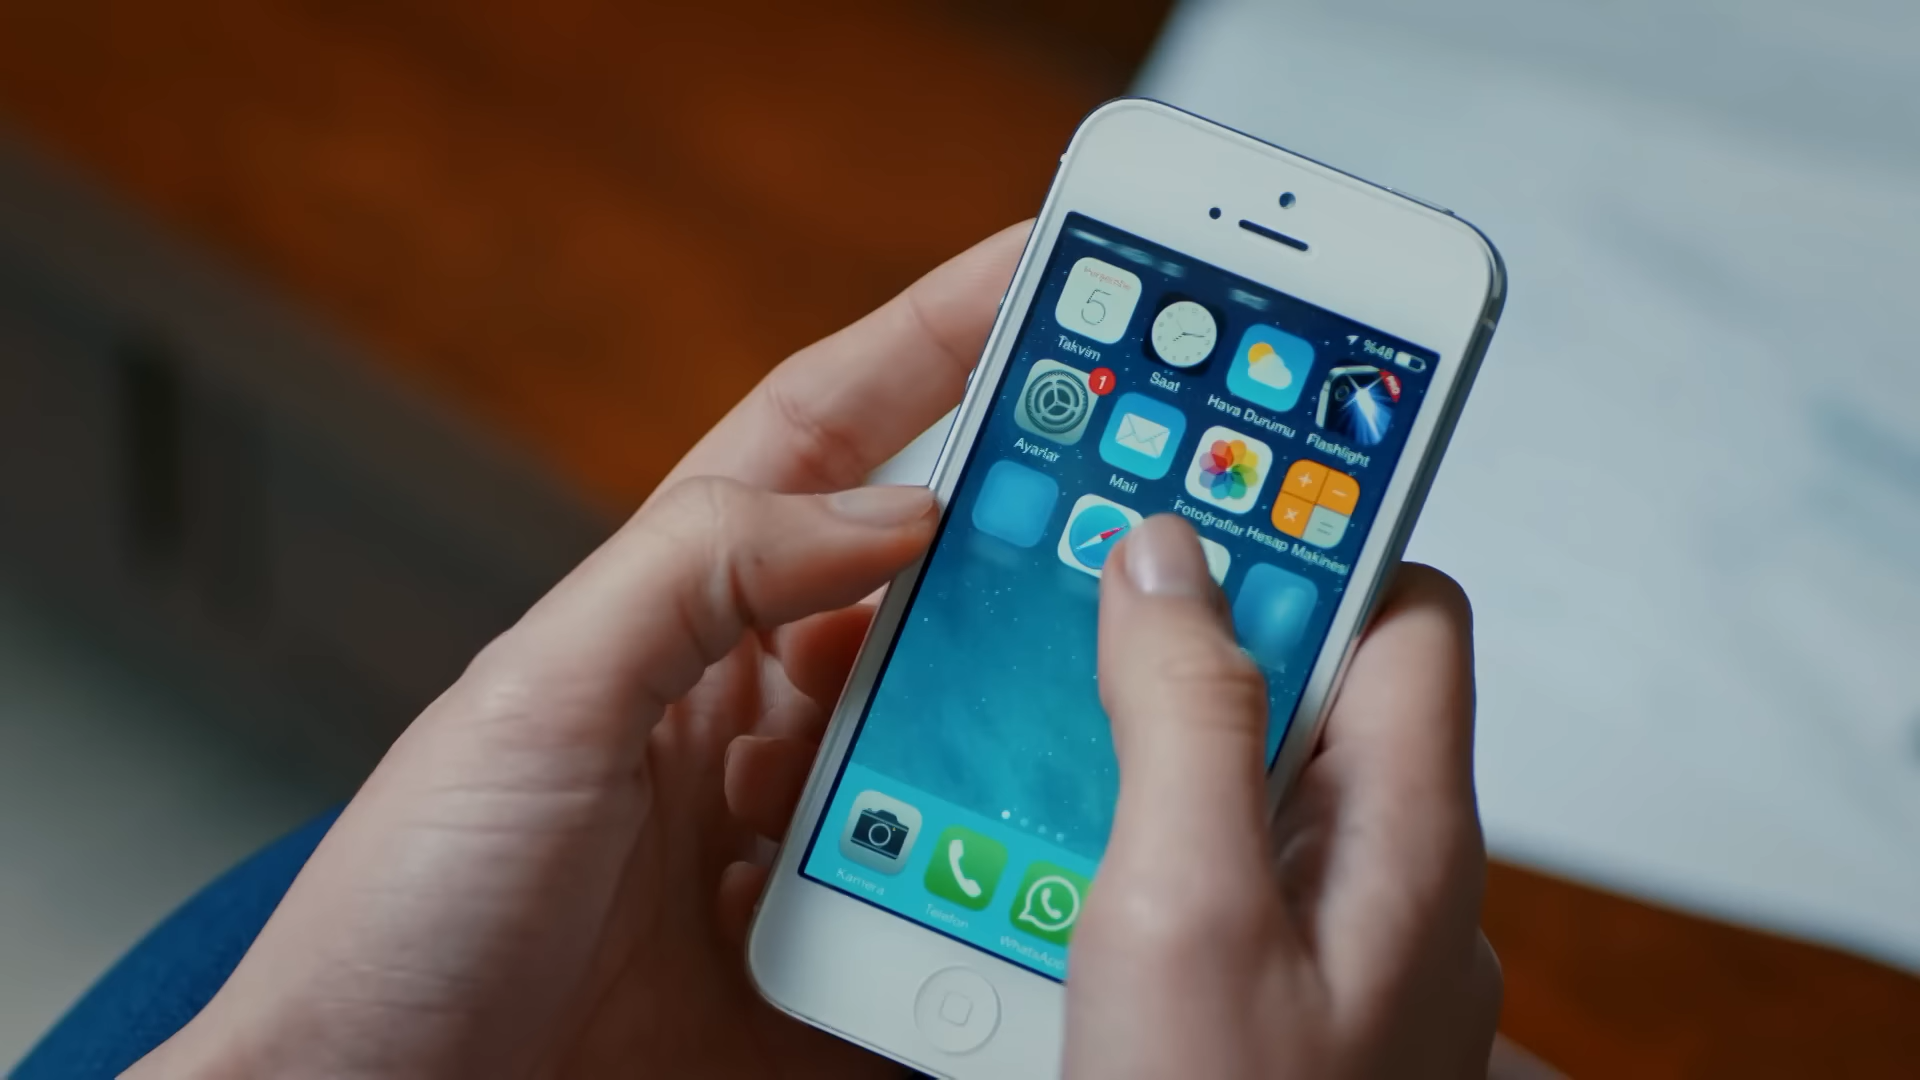 %48
Perşembe
5
Takvim
Saat
Hava Durumu
Flashlight
1
Ayarlar
Mail
Fotoğraflar
Hesap Makinesi
Kamera
Telefon
WhatsApp